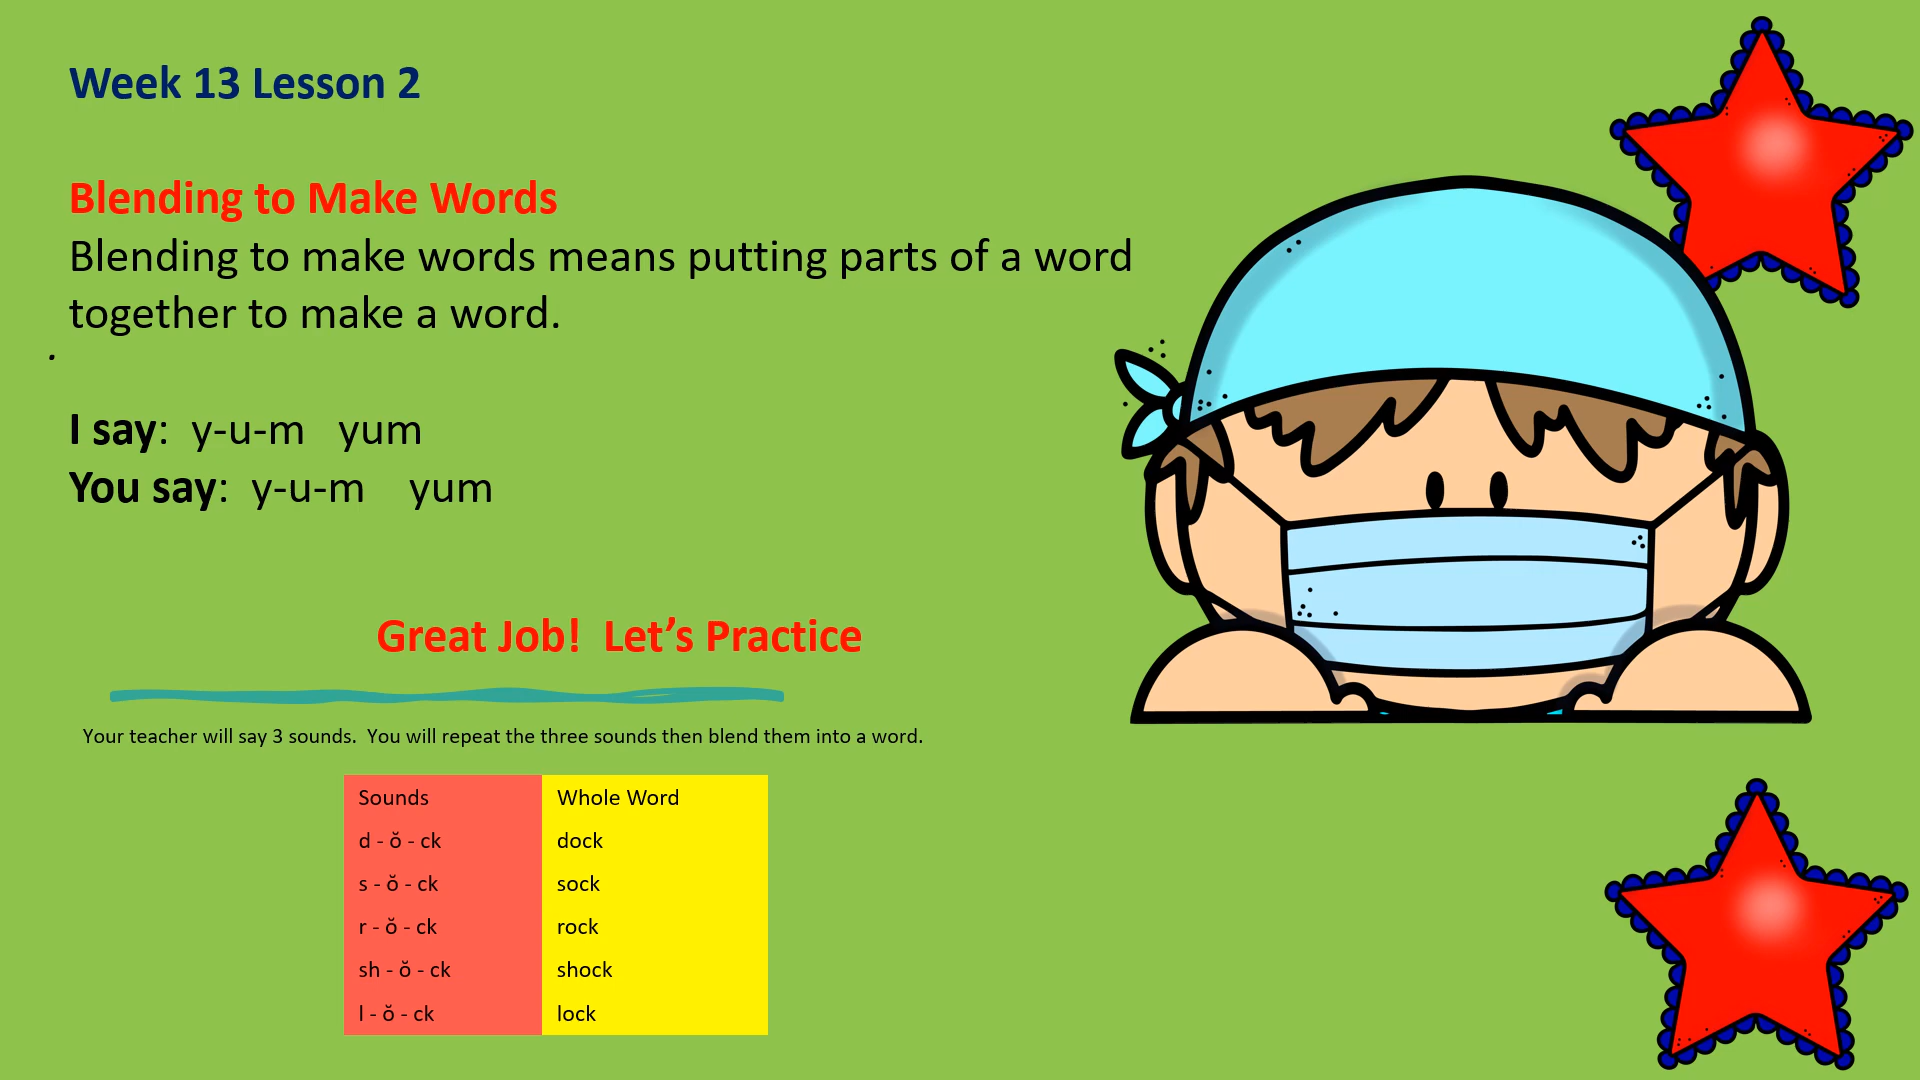 Week 13 Lesson 2
Blending to Make Words
Blending to make words means putting parts of a word
together to make a word.
.
I say:  y-u-m   yum
You say:  y-u-m    yum
Great Job!  Let’s Practice
Your teacher will say 3 sounds.  You will repeat the three sounds then blend them into a word.
Sounds Whole Word
d - ŏ - ck dock
s - ŏ - ck sock
r - ŏ - ck rock
sh - ŏ - ck shock
l - ŏ - ck lock